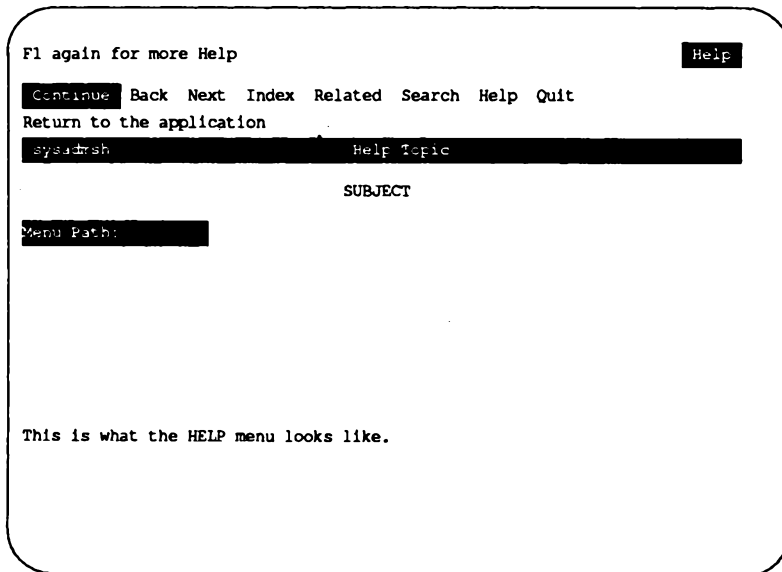 F1 again for more Help Help
Continue Back Next Index Related Search Help Quit
Return to the application
sysadmsh Help Topic
SUBJECT
Menu Path:
This is what the HELP menu looks like.